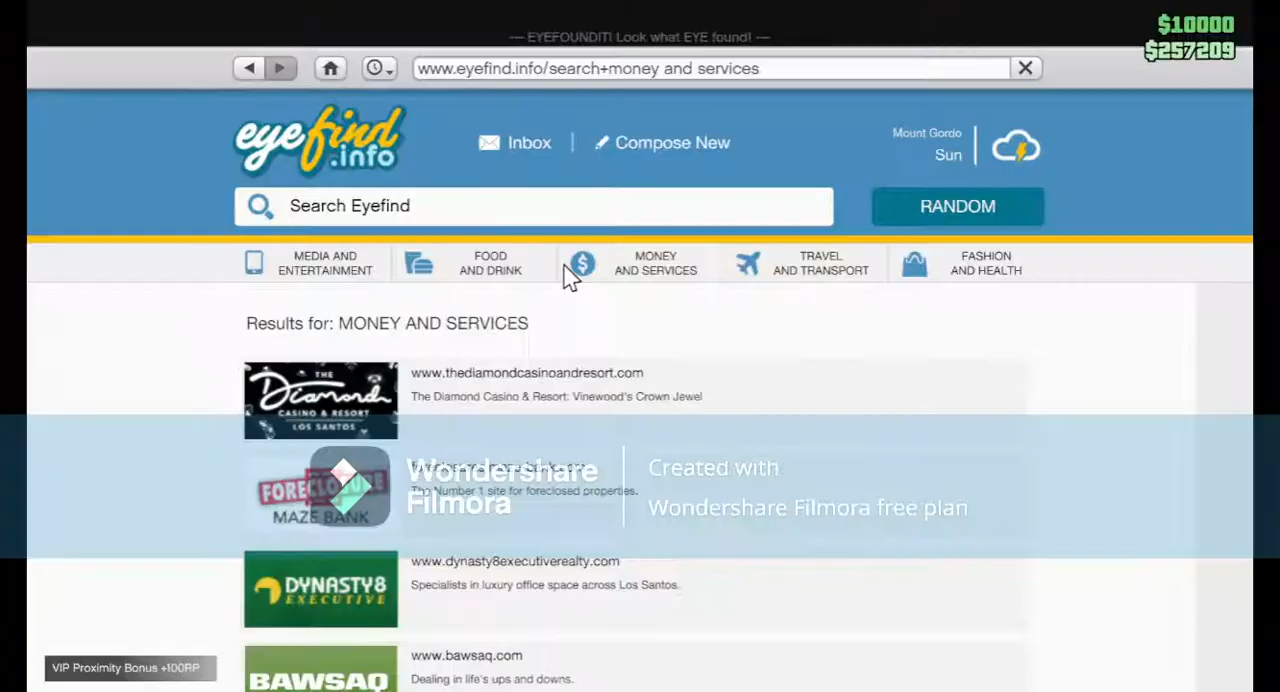 $10000
— EYEFOUNDIT! Look what EYE found! —
$257209
www.eyefind.info/search+money and services
eyefind
.info
Inbox
Compose New
Mount Gordo
Sun
Search Eyefind
RANDOM
MEDIA AND
ENTERTAINMENT
FOOD
AND DRINK
MONEY
AND SERVICES
TRAVEL
AND TRANSPORT
FASHION
AND HEALTH
Results for: MONEY AND SERVICES
THE
Diamond
CASINO & RESORT
LOS SANTOS
www.thediamondcasinoandresort.com
The Diamond Casino & Resort: Vinewood's Crown Jewel
FORECLOSURE
MAZE BANK
The Number 1 site for foreclosed properties.
Wondershare
Filmora
Created with
Wondershare Filmora free plan
DYNASTY8
EXECUTIVE
www.dynasty8executiverealty.com
Specialists in luxury office space across Los Santos.
VIP Proximity Bonus +100RP
BAWSAQ
www.bawsaq.com
Dealing in life's ups and downs.